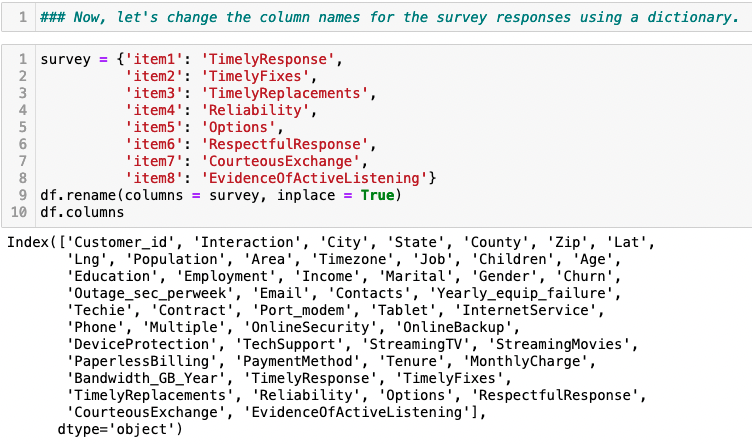 1 ### Now, let's change the column names for the survey responses using a dictionary.
1 survey = {'item1': 'TimelyResponse',
2           'item2': 'TimelyFixes',
3           'item3': 'TimelyReplacements',
4           'item4': 'Reliability',
5           'item5': 'Options',
6           'item6': 'RespectfulResponse',
7           'item7': 'CourteousExchange',
8           'item8': 'EvidenceOfActiveListening'}
9 df.rename(columns = survey, inplace = True)
10 df.columns
Index(['Customer_id', 'Interaction', 'City', 'State', 'County', 'Zip', 'Lat',
       'Lng', 'Population', 'Area', 'Timezone', 'Job', 'Children', 'Age',
       'Education', 'Employment', 'Income', 'Marital', 'Gender', 'Churn',
       'Outage_sec_perweek', 'Email', 'Contacts', 'Yearly_equip_failure',
       'Techie', 'Contract', 'Port_modem', 'Tablet', 'InternetService',
       'Phone', 'Multiple', 'OnlineSecurity', 'OnlineBackup',
       'DeviceProtection', 'TechSupport', 'StreamingTV', 'StreamingMovies',
       'PaperlessBilling', 'PaymentMethod', 'Tenure', 'MonthlyCharge',
       'Bandwidth_GB_Year', 'TimelyResponse', 'TimelyFixes',
       'TimelyReplacements', 'Reliability', 'Options', 'RespectfulResponse',
       'CourteousExchange', 'EvidenceOfActiveListening'],
      dtype='object')